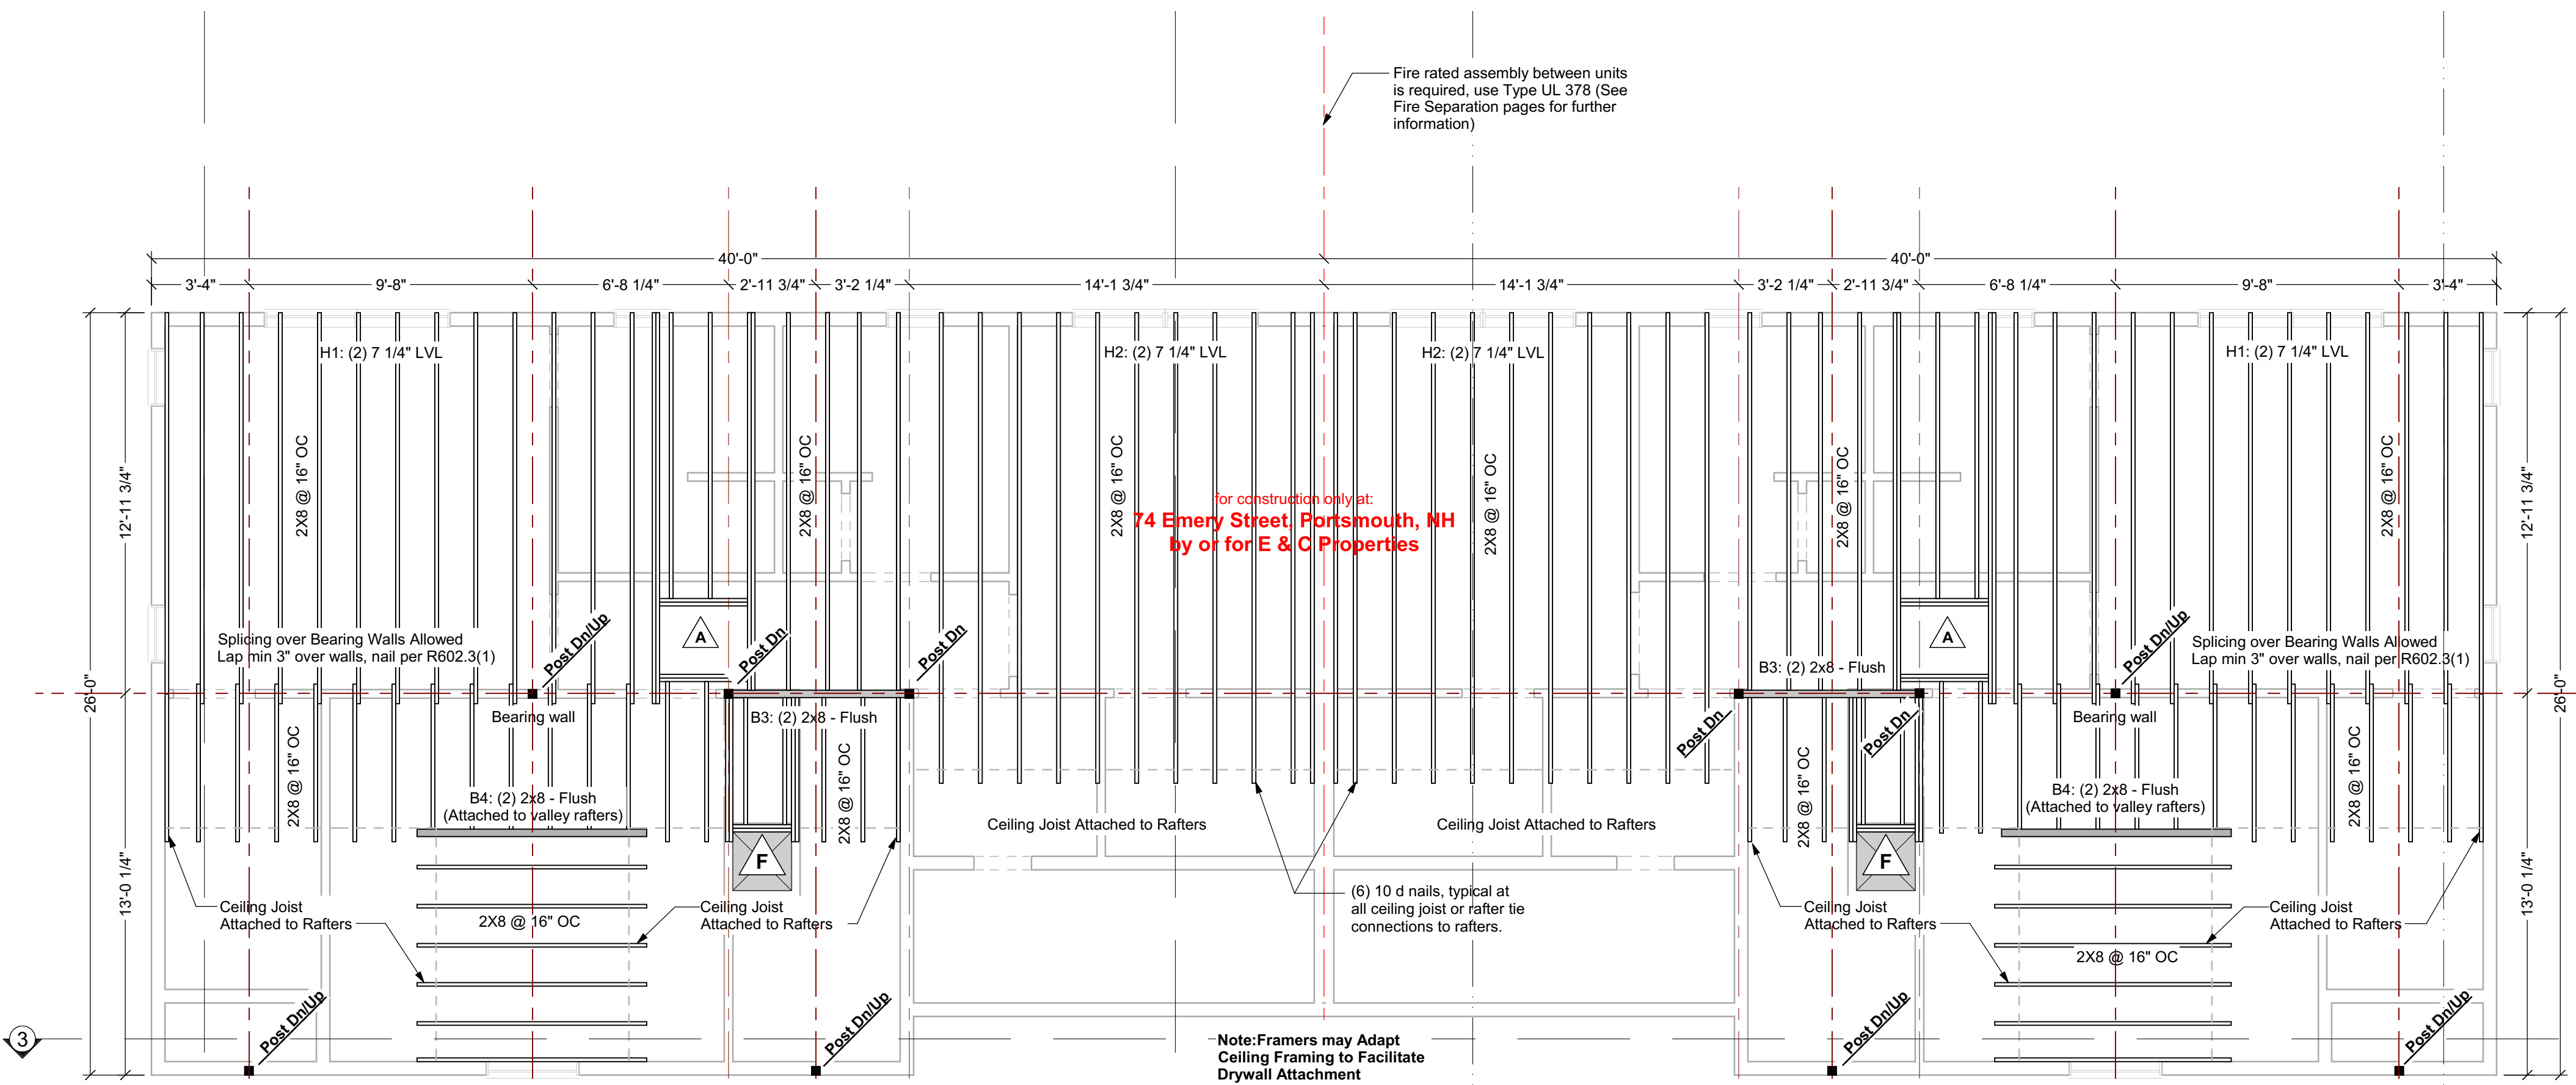 Fire rated assembly between units
is required, use Type UL 378 (See
Fire Separation pages for further
information)
40'-0"
40'-0"
3'-4"
9'-8"
6'-8 1/4"
2'-11 3/4"
3'-2 1/4"
14'-1 3/4"
14'-1 3/4"
3'-2 1/4"
2'-11 3/4"
6'-8 1/4"
9'-8"
3'-4"
H1: (2) 7 1/4" LVL
H2: (2) 7 1/4" LVL
H2: (2) 7 1/4" LVL
H1: (2) 7 1/4" LVL
26'-0"
12'-11 3/4"
2X8 @ 16" OC
2X8 @ 16" OC
2X8 @ 16" OC
2X8 @ 16" OC
2X8 @ 16" OC
2X8 @ 16" OC
12'-11 3/4"
26'-0"
for construction only at:
74 Emery Street, Portsmouth, NH
by or for E & C Properties
Splicing over Bearing Walls Allowed
Lap min 3" over walls, nail per R602.3(1)
Post Dn/Up
A
Post Dn
Post Dn
B3: (2) 2x8 - Flush
A
Post Dn/Up
Splicing over Bearing Walls Allowed
Lap min 3" over walls, nail per R602.3(1)
Bearing wall
B3: (2) 2x8 - Flush
Post Dn
Post Dn
Bearing wall
2X8 @ 16" OC
2X8 @ 16" OC
2X8 @ 16" OC
2X8 @ 16" OC
B4: (2) 2x8 - Flush
(Attached to valley rafters)
B4: (2) 2x8 - Flush
(Attached to valley rafters)
Ceiling Joist Attached to Rafters
Ceiling Joist Attached to Rafters
F
F
13'-0 1/4"
13'-0 1/4"
Ceiling Joist
Attached to Rafters
2X8 @ 16" OC
Ceiling Joist
Attached to Rafters
(6) 10 d nails, typical at
all ceiling joist or rafter tie
connections to rafters.
Ceiling Joist
Attached to Rafters
2X8 @ 16" OC
Ceiling Joist
Attached to Rafters
3
Post Dn/Up
Post Dn/Up
Post Dn/Up
Post Dn/Up
Note:Framers may Adapt
Ceiling Framing to Facilitate
Drywall Attachment